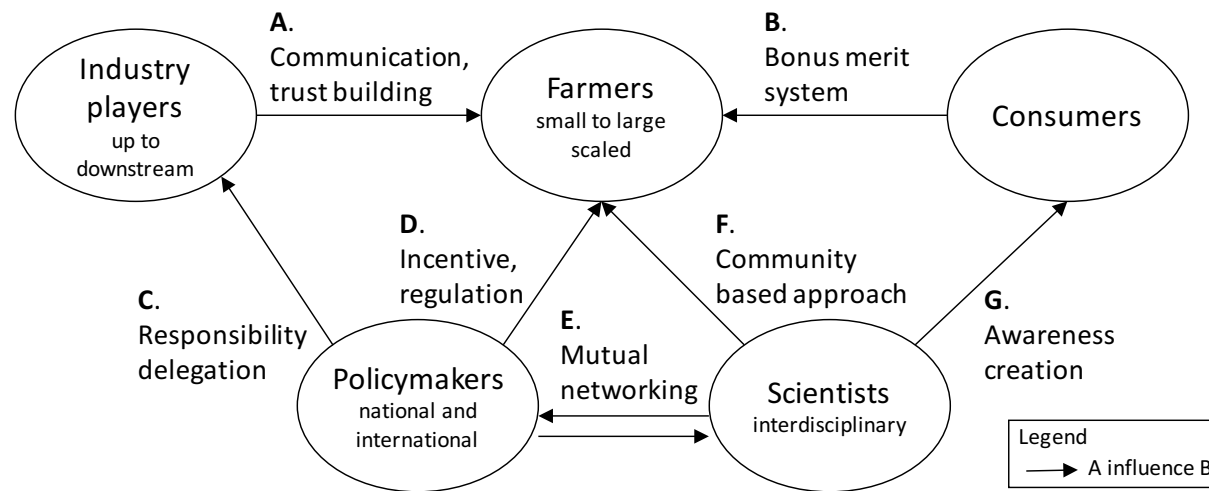 A.
Communication,
trust building
B.
Bonus merit
system
Industry
players
up to
downstream
Farmers
small to large
scaled
Consumers
C.
Responsibility
delegation
D.
Incentive,
regulation
E.
Mutual
networking
F.
Community
based approach
G.
Awareness
creation
Policymakers
national and
international
Scientists
interdisciplinary
Legend
A influence B